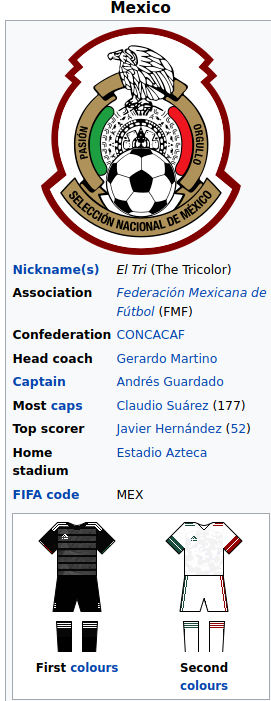 Mexico
PASIÓN
ORGULLO
SELECCIÓN NACIONAL DE MÉXICO
Nickname(s) El Tri (The Tricolor)
Association Federación Mexicana de
Fútbol (FMF)
Confederation CONCACAF
Head coach Gerardo Martino
Captain Andrés Guardado
Most caps Claudio Suárez (177)
Top scorer Javier Hernández (52)
Home Estadio Azteca
stadium
FIFA code MEX
First colours Second
colours